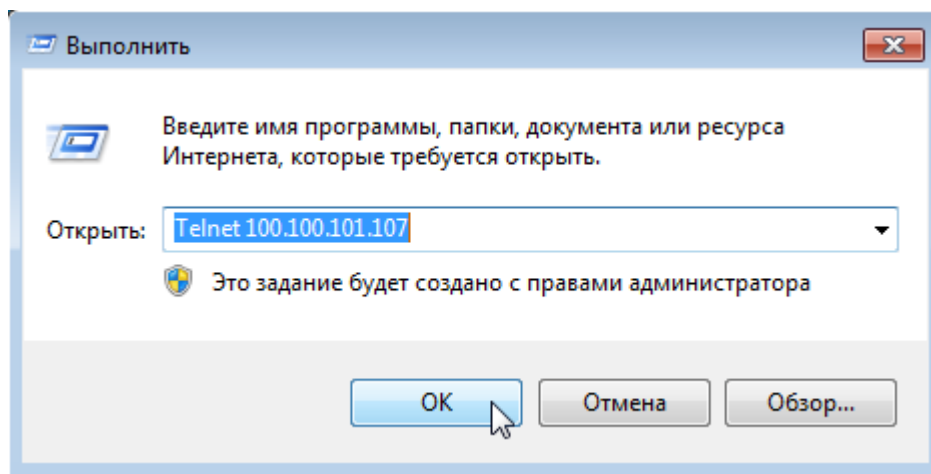 Выполнить
Введите имя программы, папки, документа или ресурса
Интернета, которые требуется открыть.
Открыть: Telnet 100.100.101.107
Это задание будет создано с правами администратора
OK Отмена Обзор...